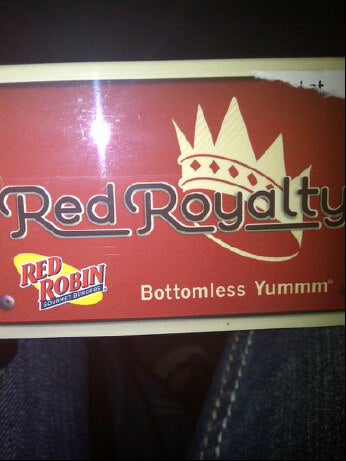 Red Royalty
RED
ROBIN
GOURMET BURGERS
Bottomless Yummm®